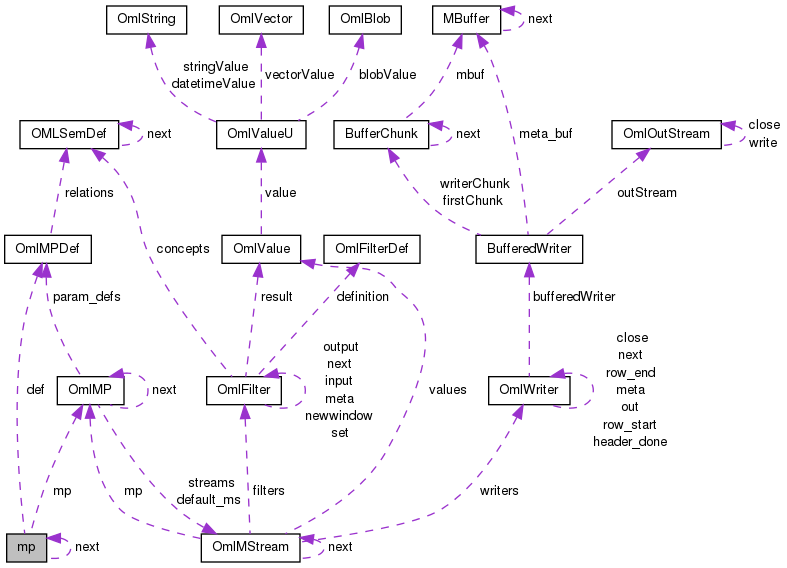 OmlString
OmlVector
OmlBlob
MBuffer
next
stringValue
datetimeValue
vectorValue
blobValue
mbuf
OMLSemDef
next
OmlValueU
BufferChunk
next
meta_buf
OmlOutStream
close
write
relations
concepts
value
writerChunk
firstChunk
outStream
OmlMPDef
OmlValue
OmlFilterDef
BufferedWriter
param_defs
result
definition
bufferedWriter
def
OmlMP
next
OmlFilter
output
next
input
meta
newwindow
set
values
OmlWriter
close
next
row_end
meta
out
row_start
header_done
mp
mp
streams
default_ms
filters
writers
mp
next
OmlMStream
next